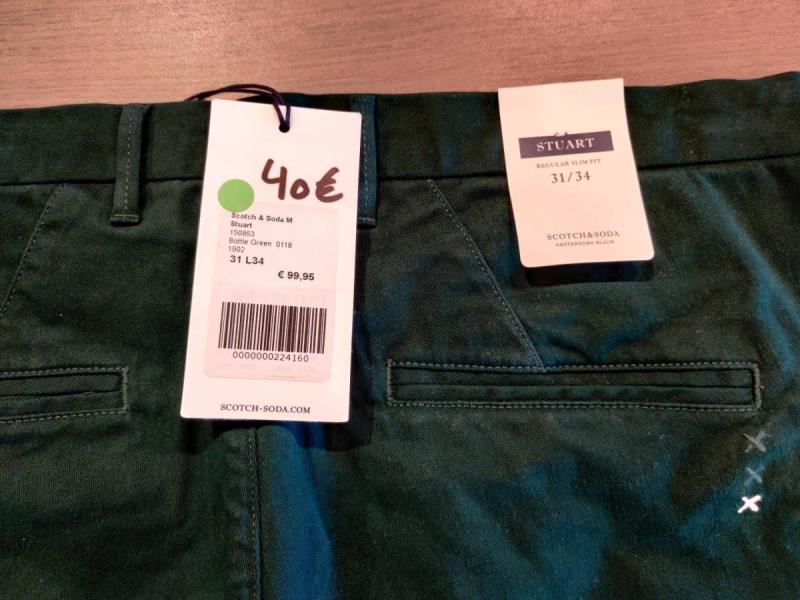 40€
Scotch & Soda M
Stuart
150953
Bottle Green 0118
1902
31 L34
€ 99,95
0000000224160
SCOTCH-SODA.COM
STUART
REGULAR SLIM FIT
31/34
SCOTCH&SODA
AMSTERDAMS BLAUW